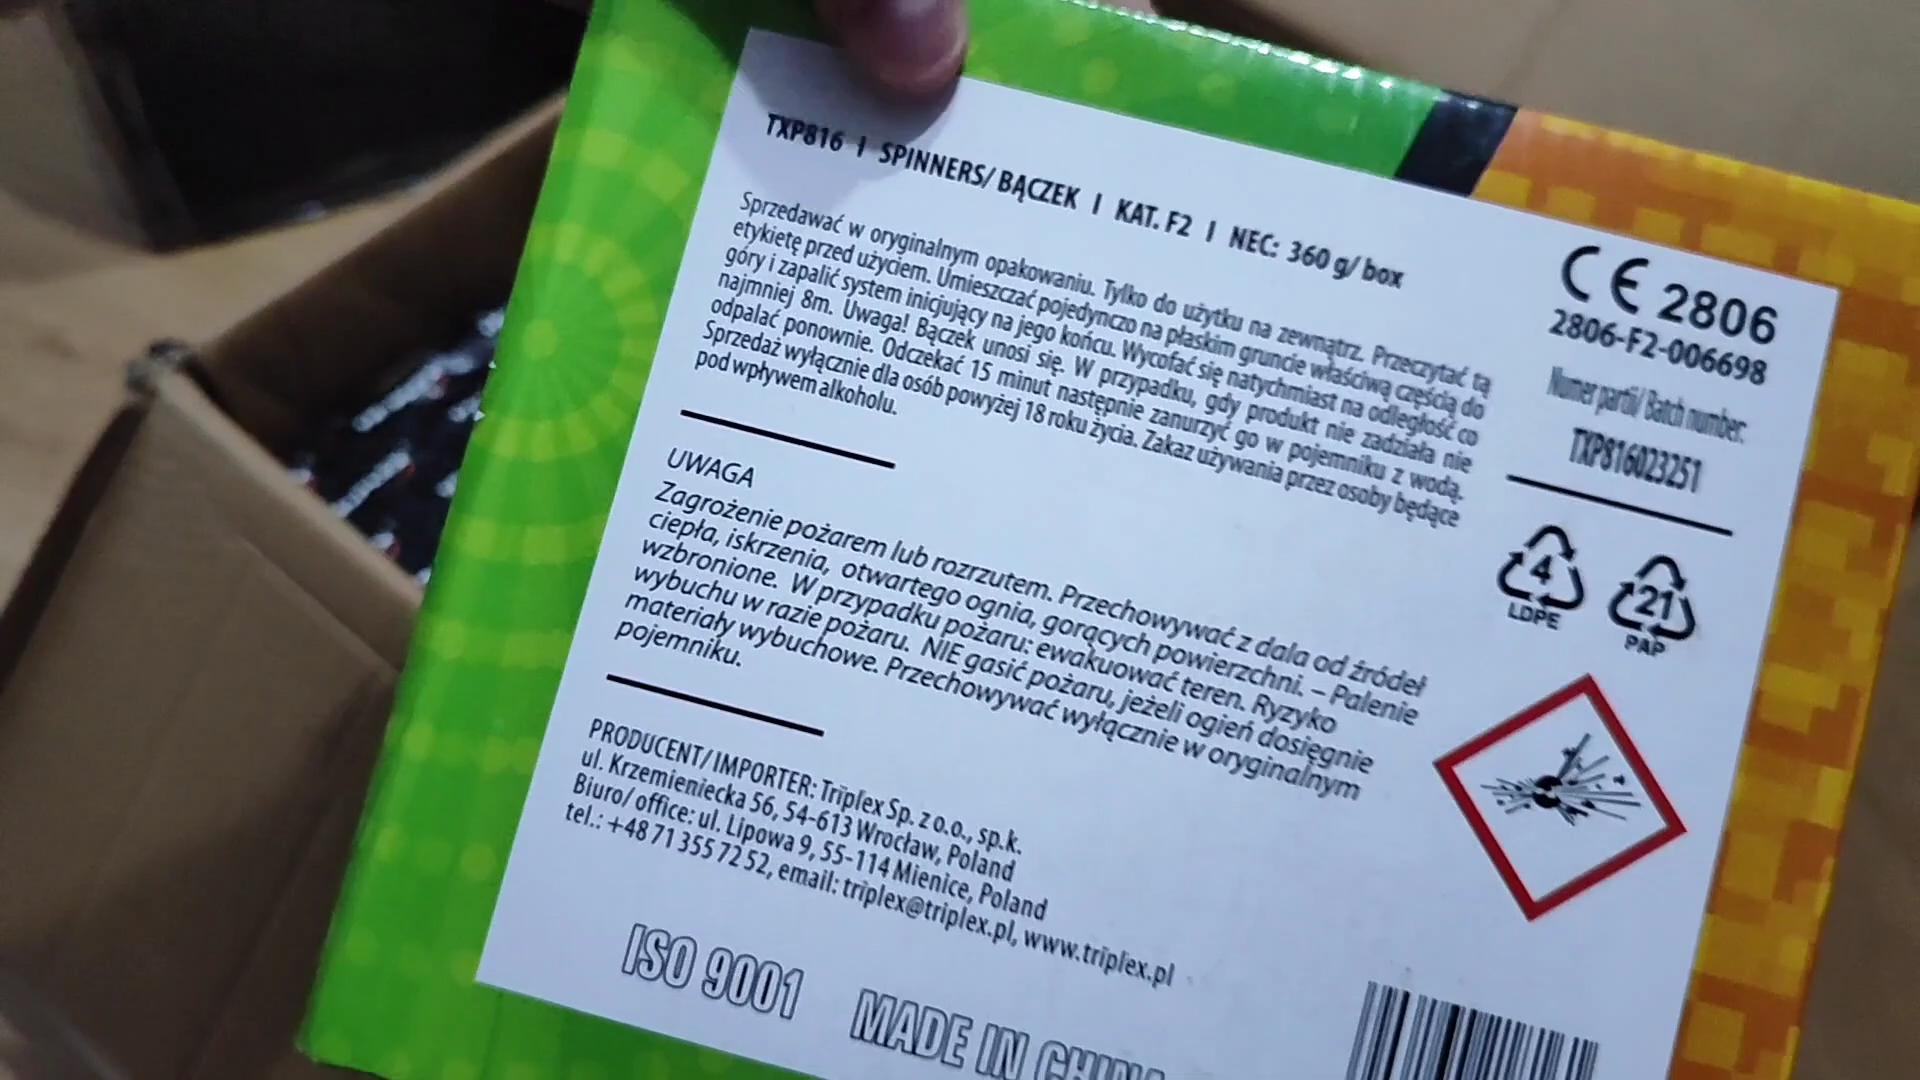 TXP816 I SPINNERS/ BĄCZEK I KAT. F2 I NEC: 360 g/ box
Sprzedawać w oryginalnym opakowaniu. Tylko do użytku na zewnątrz. Przeczytać tą
etykietę przed użyciem. Umieszczać pojedynczo na płaskim gruncie właściwą częścią do
góry i zapalić system inicjujący na jego końcu. Wycofać się natychmiast na odległość co
najmniej 8m. Uwaga! Bączek unosi się. W przypadku, gdy produkt nie zadziała nie
odpalać ponownie. Odczekać 15 minut następnie zanurzyć go w pojemniku z wodą.
Sprzedaż wyłącznie dla osób powyżej 18 roku życia. Zakaz używania przez osoby będące
pod wpływem alkoholu.
CE 2806
2806-F2-006698
Numer partii/ Batch number:
TXP816023251
4
LDPE
21
PAP
UWAGA
Zagrożenie pożarem lub rozrzutem. Przechowywać z dala od źródeł
ciepła, iskrzenia, otwartego ognia, gorących powierzchni. – Palenie
wzbronione. W przypadku pożaru: ewakuować teren. Ryzyko
wybuchu w razie pożaru. NIE gasić pożaru, jeżeli ogień dosięgnie
materiały wybuchowe. Przechowywać wyłącznie w oryginalnym
pojemniku.
PRODUCENT/ IMPORTER: Triplex Sp. z o.o., sp.k.
ul. Krzemieniecka 56, 54-613 Wrocław, Poland
Biuro/ office: ul. Lipowa 9, 55-114 Mienice, Poland
tel.: +48 71 355 72 52, email: triplex@triplex.pl, www.triplex.pl
ISO 9001 MADE IN CHINA